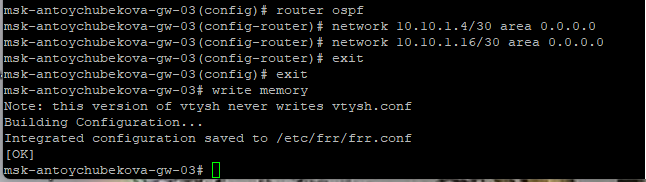 msk-antoychubekova-gw-03(config)# router ospf
msk-antoychubekova-gw-03(config-router)# network 10.10.1.4/30 area 0.0.0.0
msk-antoychubekova-gw-03(config-router)# network 10.10.1.16/30 area 0.0.0.0
msk-antoychubekova-gw-03(config-router)# exit
msk-antoychubekova-gw-03(config)# exit
msk-antoychubekova-gw-03# write memory
Note: this version of vtysh never writes vtysh.conf
Building Configuration...
Integrated configuration saved to /etc/frr/frr.conf
[OK]
msk-antoychubekova-gw-03#